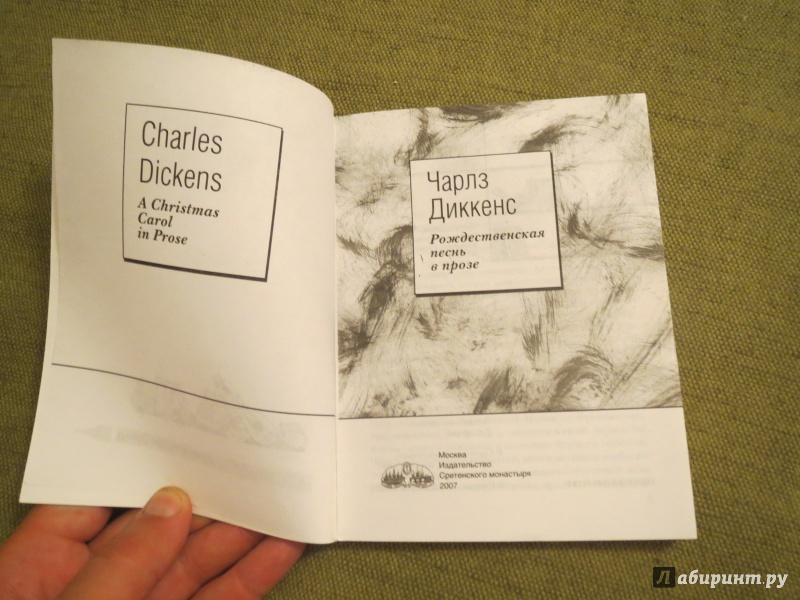 Charles
Dickens
A Christmas
Carol
in Prose
Чарлз
Диккенс
Рождественская
песнь
в прозе
Москва
Издательство
Сретенского монастыря
2007
Лабиринт.ру